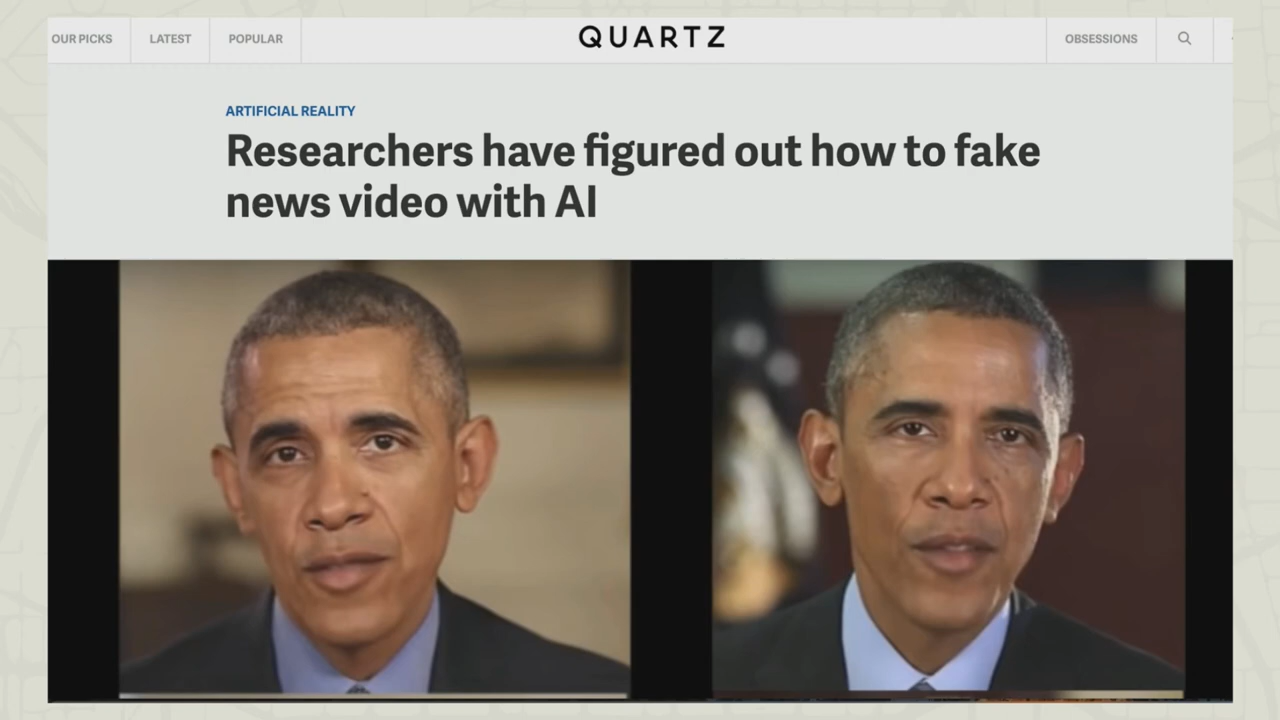 OUR PICKS LATEST POPULAR QUARTZ OBSESSIONS
ARTIFICIAL REALITY
Researchers have figured out how to fake
news video with AI